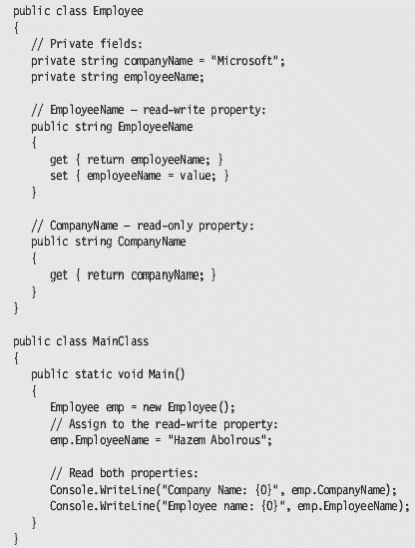 public class Employee
{
// Private fields:
private string companyName = "Microsoft";
private string employeeName;
// EmployeeName – read-write property:
public string EmployeeName
{
get { return employeeName; }
set { employeeName = value; }
}
// CompanyName – read-only property:
public string CompanyName
{
get { return companyName; }
}
}
public class MainClass
{
public static void Main()
{
Employee emp = new Employee();
// Assign to the read-write property:
emp.EmployeeName = "Hazem Abolrous";
// Read both properties:
Console.WriteLine("Company Name: {0}", emp.CompanyName);
Console.WriteLine("Employee name: {0}", emp.EmployeeName);
}
}